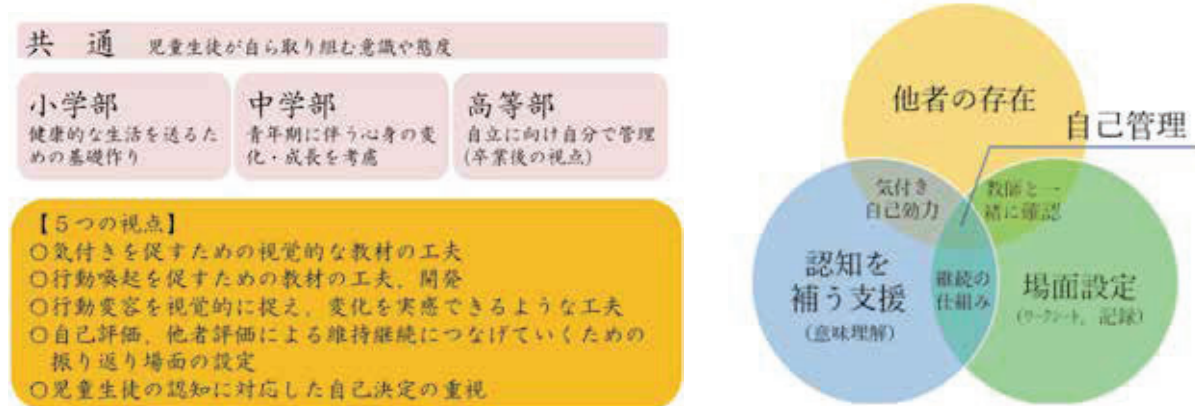 共　通　児童生徒が自ら取り組む意識や態度
小学部
健康的な生活を送るた
めの基礎作り
中学部
青年期に伴う心身の変
化・成長を考慮
高等部
自立に向け自分で管理
(卒業後の視点)
【５つの視点】
○気付きを促すための視覚的な教材の工夫
○行動喚起を促すための教材の工夫、開発
○行動変容を視覚的に捉え、変化を実感できるような工夫
○自己評価、他者評価による維持継続につなげていくための
振り返り場面の設定
○児童生徒の認知に対応した自己決定の重視
他者の存在
自己管理
気付き
自己効力
教師と一
緒に確認
認知を
補う支援
(意味理解)
継続の
仕組み
場面設定
(ワークシート、記録)